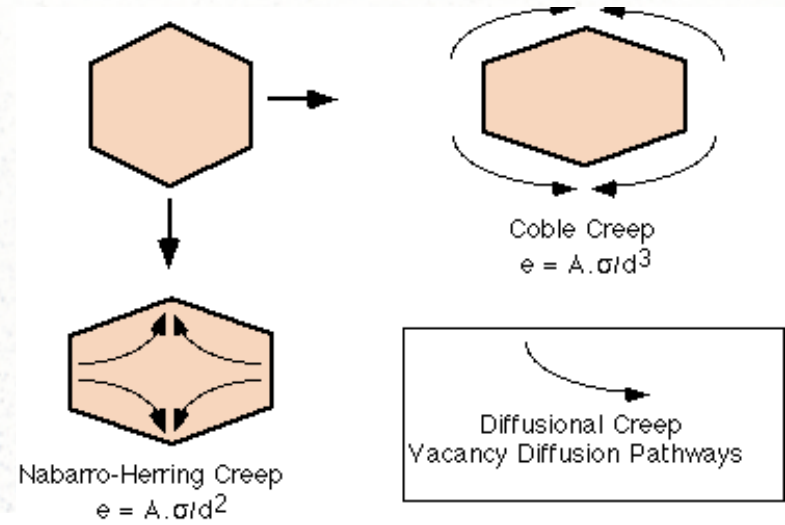 Coble Creep
e = A.σ/d³
Diffusional Creep
Vacancy Diffusion Pathways
Nabarro-Herring Creep
e = A.σ/d²